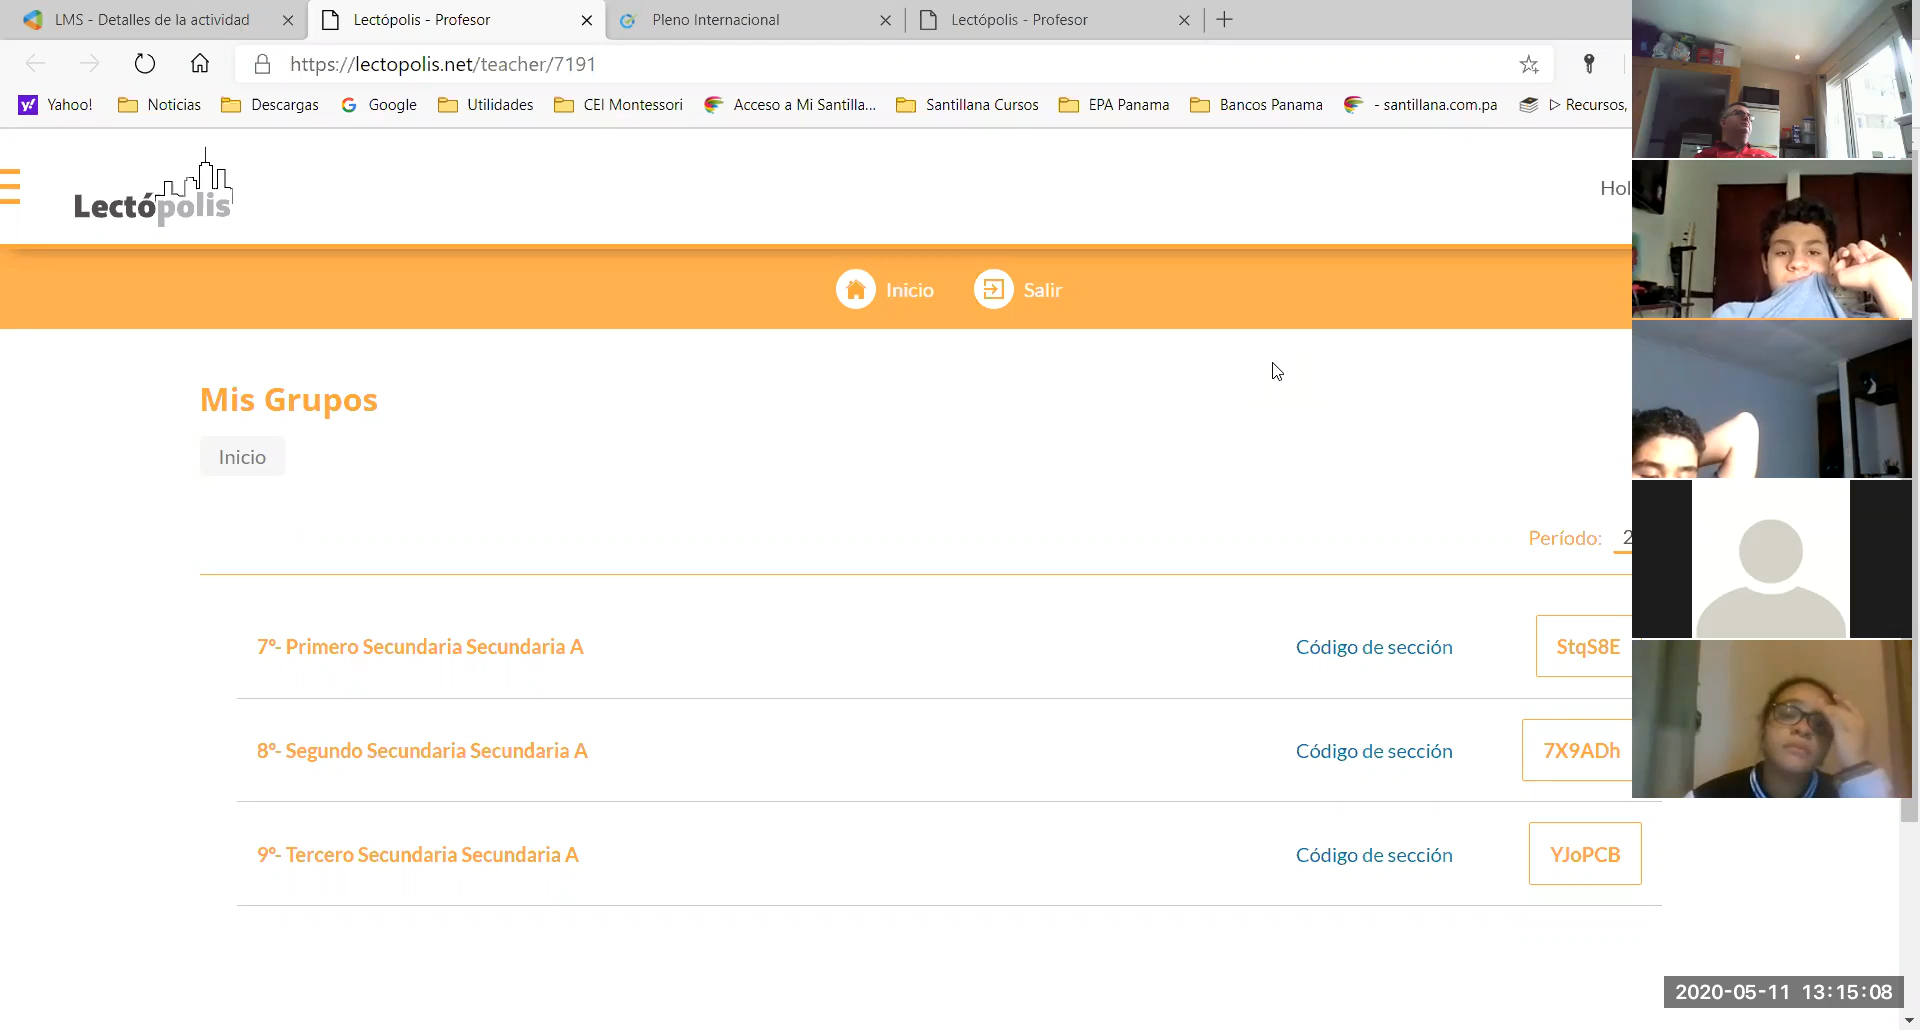 LMS - Detalles de la actividad
Lectópolis - Profesor
Pleno Internacional
Lectópolis - Profesor
https://lectopolis.net/teacher/7191
Yahoo!
Noticias
Descargas
Google
Utilidades
CEI Montessori
Acceso a Mi Santilla...
Santillana Cursos
EPA Panama
Bancos Panama
- santillana.com.pa
▷ Recursos,
Lectópolis
Hol
Inicio
Salir
Mis Grupos
Inicio
Período: 2
7º- Primero Secundaria Secundaria A
Código de sección
StqS8E
8º- Segundo Secundaria Secundaria A
Código de sección
7X9ADh
9º- Tercero Secundaria Secundaria A
Código de sección
YJoPCB
2020-05-11 13:15:08